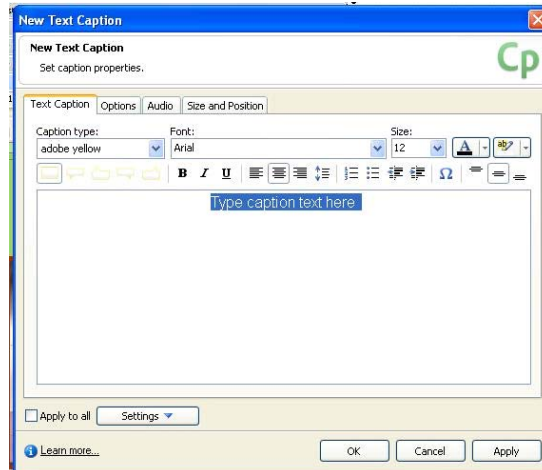 New Text Caption
New Text Caption
Set caption properties.
Cp
Text Caption Options Audio Size and Position
Caption type: Font: Size:
adobe yellow Arial 12 A ab
B I U Ω
Type caption text here
Apply to all Settings
Learn more... OK Cancel Apply